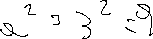 a² = 3² = 9